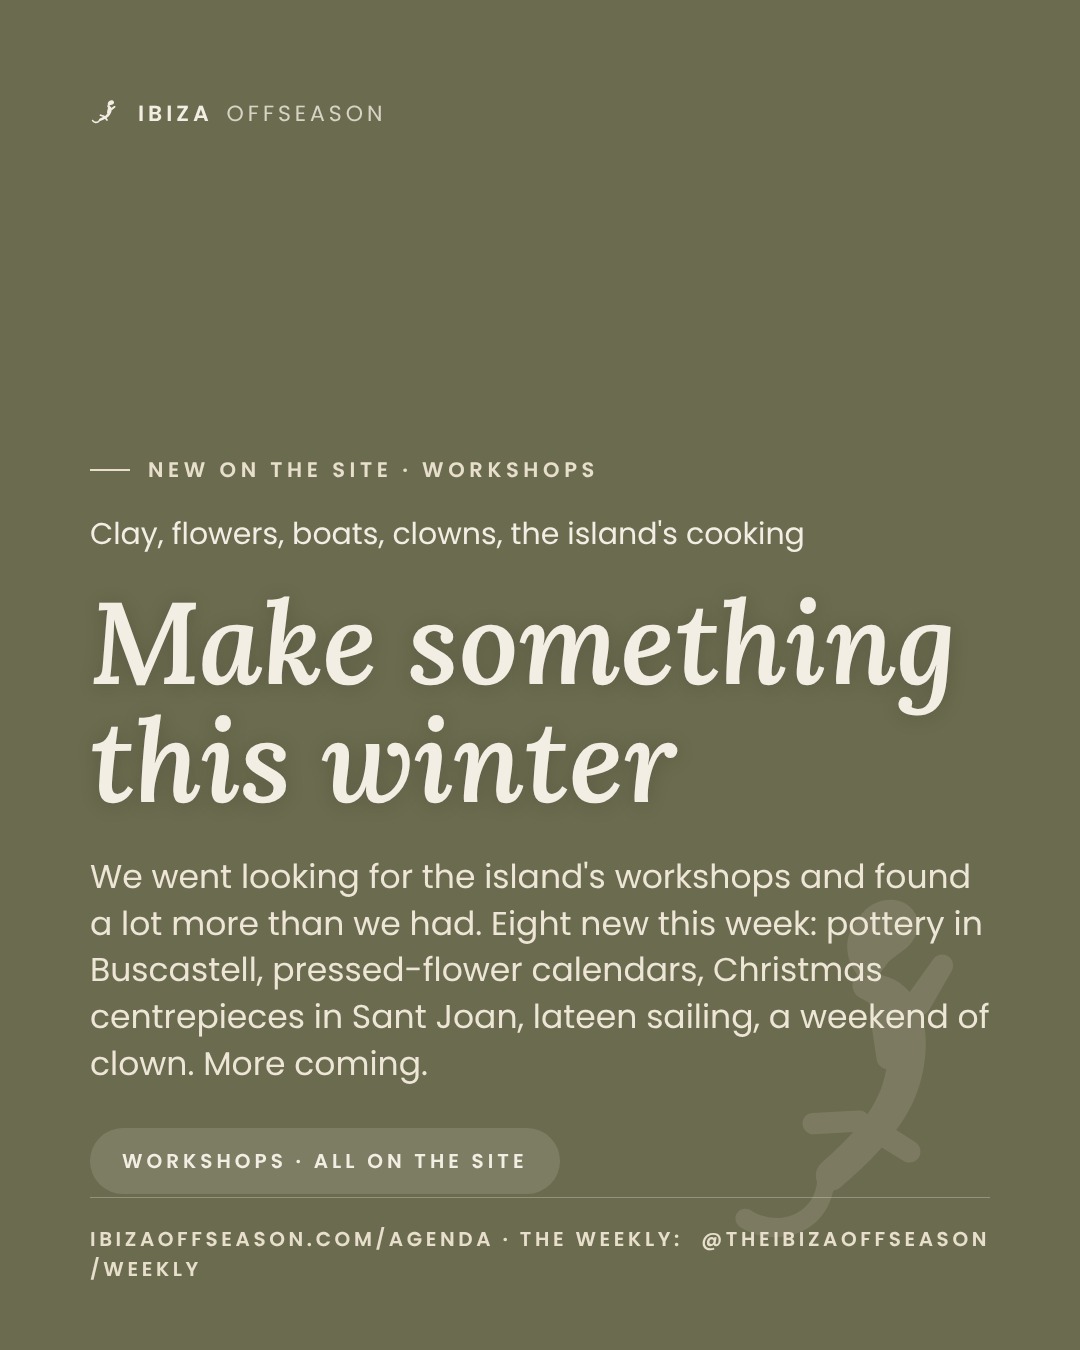 IBIZA OFFSEASON
NEW ON THE SITE · WORKSHOPS
Clay, flowers, boats, clowns, the island's cooking
Make something
this winter
We went looking for the island's workshops and found
a lot more than we had. Eight new this week: pottery in
Buscastell, pressed-flower calendars, Christmas
centrepieces in Sant Joan, lateen sailing, a weekend of
clown. More coming.
WORKSHOPS · ALL ON THE SITE
IBIZAOFFSEASON.COM/AGENDA · THE WEEKLY: @THEIBIZAOFFSEASON
/WEEKLY